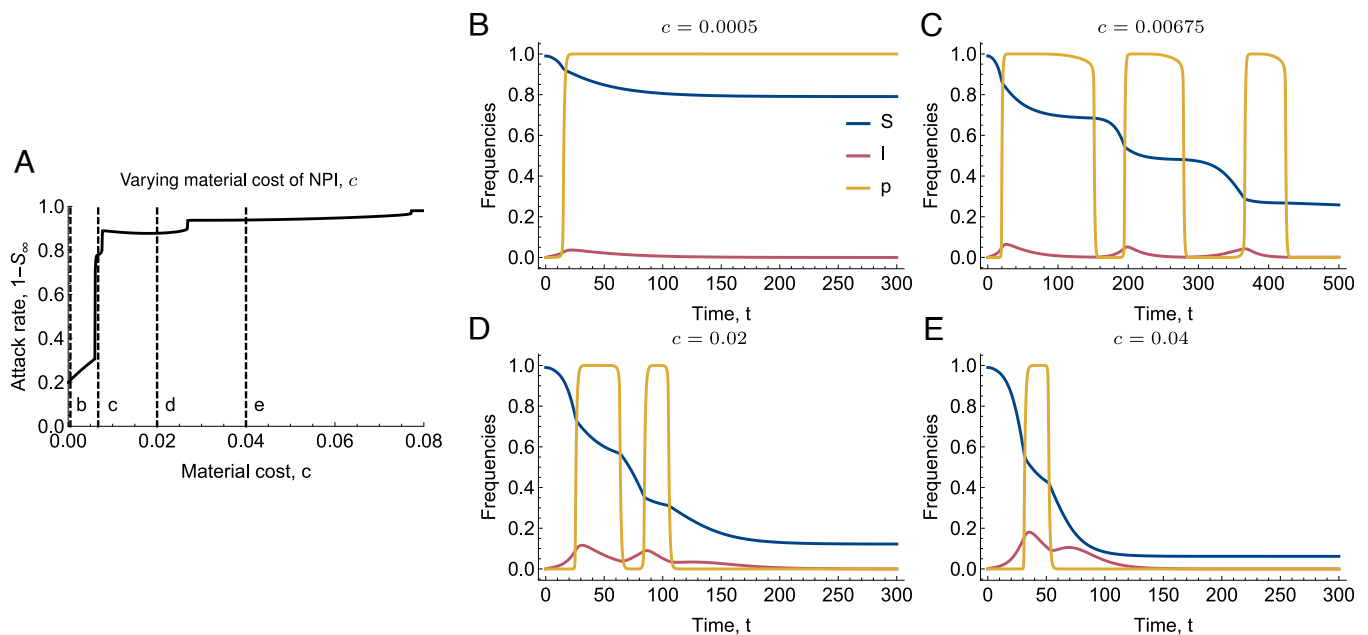 A
Varying material cost of NPI, c
Attack rate, 1−S∞
1.0
0.8
0.6
0.4
0.2
0.0
b
c
d
e
0.00
0.02
0.04
0.06
0.08
Material cost, c
B
c = 0.0005
Frequencies
1.0
0.8
0.6
0.4
0.2
0.0
S
I
p
0
50
100
150
200
250
300
Time, t
C
c = 0.00675
Frequencies
1.0
0.8
0.6
0.4
0.2
0.0
0
100
200
300
400
500
Time, t
D
c = 0.02
Frequencies
1.0
0.8
0.6
0.4
0.2
0.0
0
50
100
150
200
250
300
Time, t
E
c = 0.04
Frequencies
1.0
0.8
0.6
0.4
0.2
0.0
0
50
100
150
200
250
300
Time, t